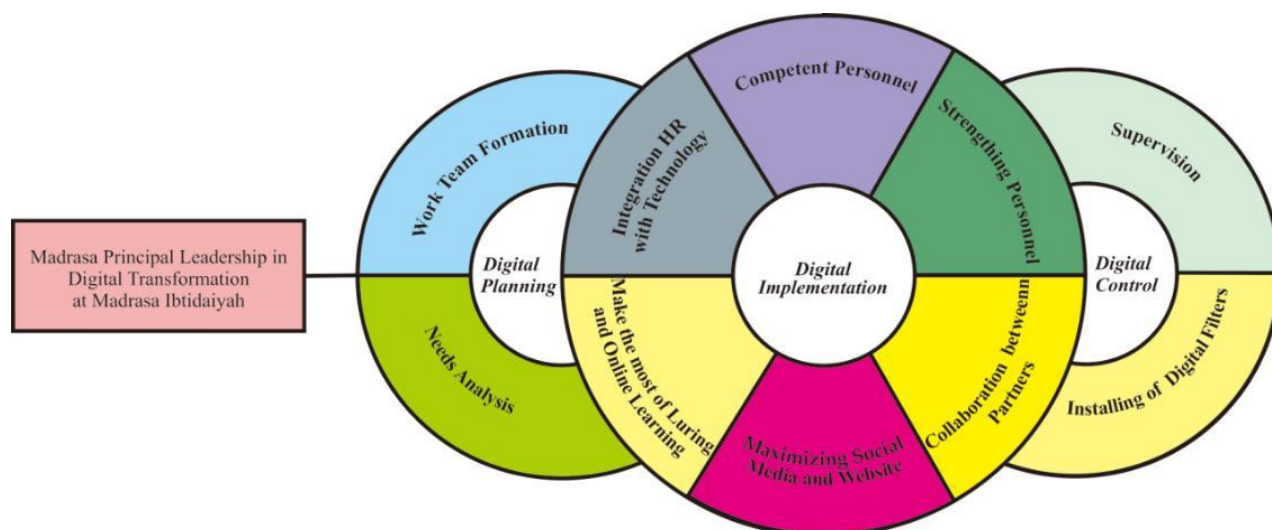 Madrasa Principal Leadership in
Digital Transformation
at Madrasa Ibtidaiyah
Work Team Formation
Digital
Planning
Needs Analysis
Integration HR
with Technology
Competent Personnel
Strengthing Personnel
Digital
Implementation
Make the most of Luring
and Online Learning
Maximizing Social
Media and Website
Collaboration betweenn
Partners
Supervision
Digital
Control
Installing of Digital Filters